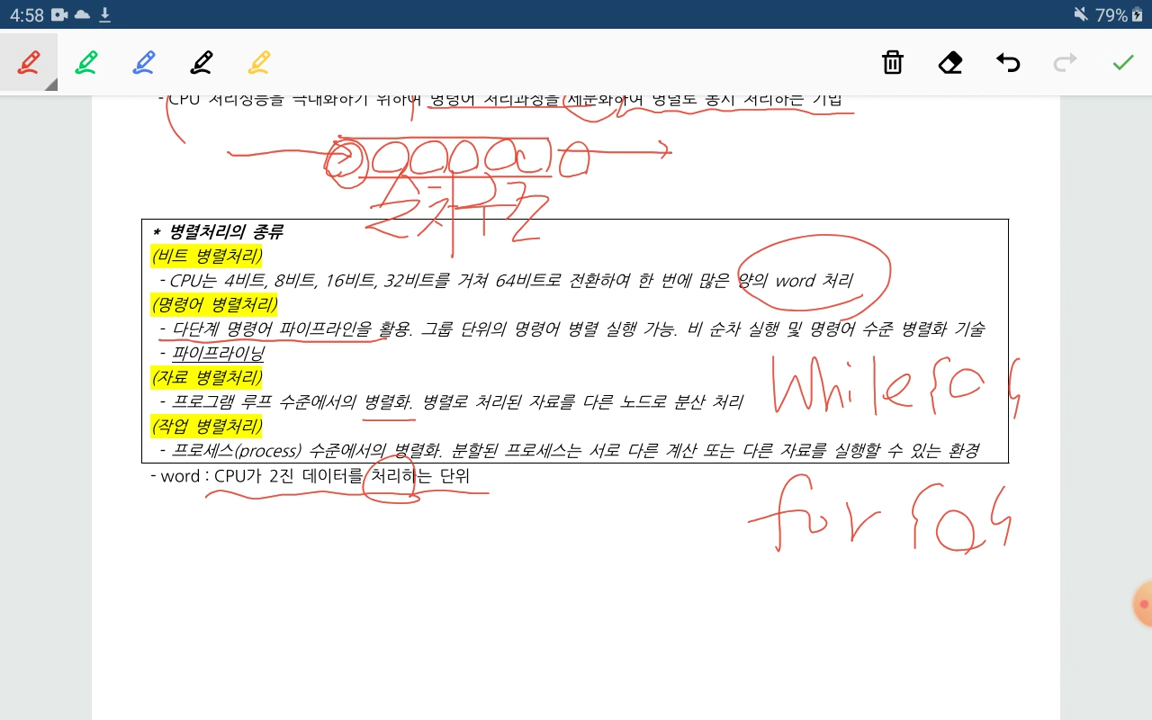 4:58
79%
- CPU 처리성능을 극대화하기 위하여 명령어 처리과정을 세분화하여 병렬로 동시 처리하는 기법
* 병렬처리의 종류
(비트 병렬처리)
- CPU는 4비트, 8비트, 16비트, 32비트를 거쳐 64비트로 전환하여 한 번에 많은 양의 word 처리
(명령어 병렬처리)
- 다단계 명령어 파이프라인을 활용. 그룹 단위의 명령어 병렬 실행 가능. 비 순차 실행 및 명령어 수준 병렬화 기술
- 파이프라이닝
(자료 병렬처리)
- 프로그램 루프 수준에서의 병렬화. 병렬로 처리된 자료를 다른 노드로 분산 처리
While {0}
(작업 병렬처리)
- 프로세스(process) 수준에서의 병렬화. 분할된 프로세스는 서로 다른 계산 또는 다른 자료를 실행할 수 있는 환경
- word : CPU가 2진 데이터를 처리하는 단위
for {0}